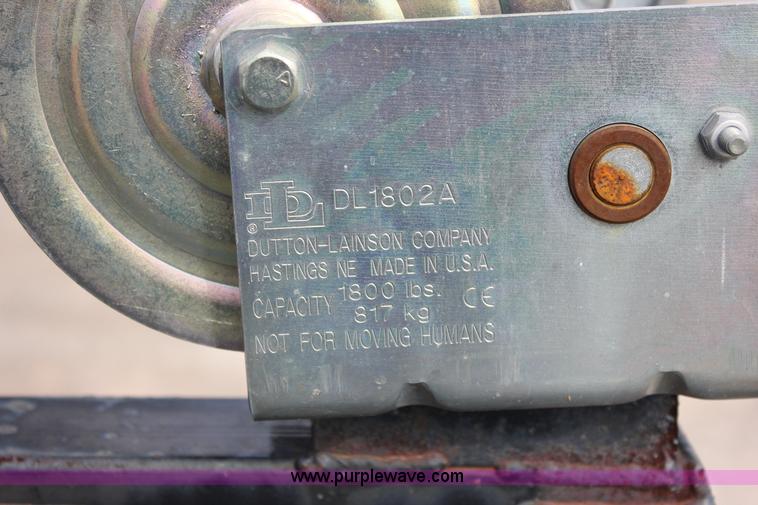 DL DL1802A
®
DUTTON-LAINSON COMPANY
HASTINGS NE MADE IN U.S.A.
CAPACITY 1800 lbs. CE
817 kg
NOT FOR MOVING HUMANS
www.purplewave.com